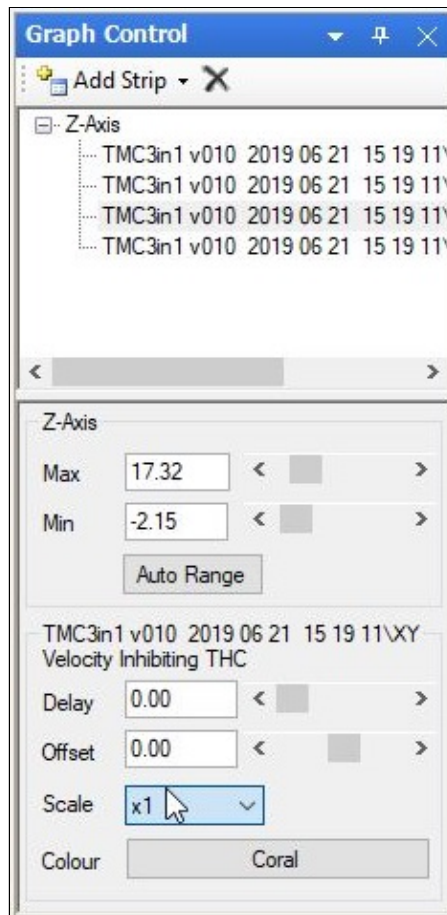 Graph Control
Add Strip
Z-Axis
TMC3in1 v010 2019 06 21 15 19 11\
TMC3in1 v010 2019 06 21 15 19 11\
TMC3in1 v010 2019 06 21 15 19 11\
TMC3in1 v010 2019 06 21 15 19 11\
Z-Axis
Max 17.32
Min -2.15
Auto Range
TMC3in1 v010 2019 06 21 15 19 11\XY
Velocity Inhibiting THC
Delay 0.00
Offset 0.00
Scale x1
Colour Coral